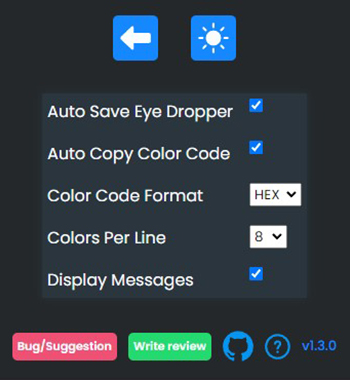 Auto Save Eye Dropper
Auto Copy Color Code
Color Code Format HEX
Colors Per Line 8
Display Messages
Bug/Suggestion Write review ? v1.3.0